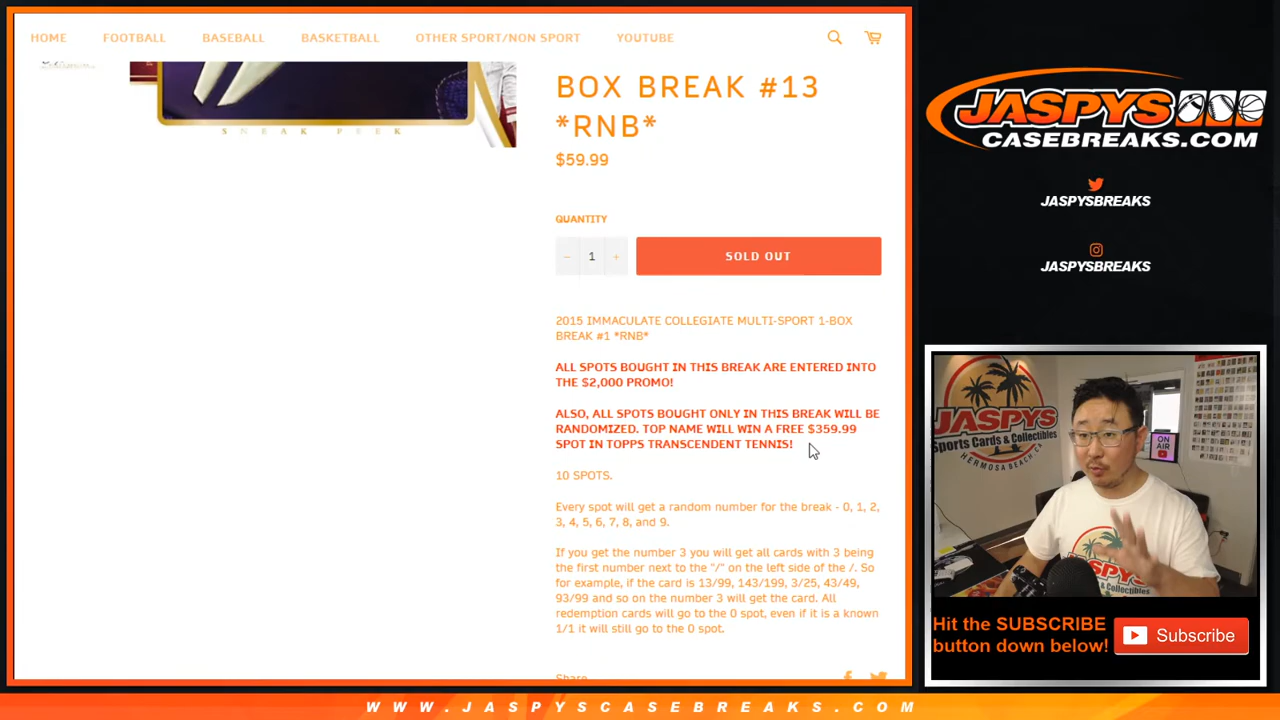 HOME FOOTBALL BASEBALL BASKETBALL OTHER SPORT/NON SPORT YOUTUBE
SNEAK PEEK
BOX BREAK #13
*RNB*
$59.99
QUANTITY
− 1 +
SOLD OUT
2015 IMMACULATE COLLEGIATE MULTI-SPORT 1-BOX
BREAK #1 *RNB*
ALL SPOTS BOUGHT IN THIS BREAK ARE ENTERED INTO
THE $2,000 PROMO!
ALSO, ALL SPOTS BOUGHT ONLY IN THIS BREAK WILL BE
RANDOMIZED. TOP NAME WILL WIN A FREE $359.99
SPOT IN TOPPS TRANSCENDENT TENNIS!
10 SPOTS.
Every spot will get a random number for the break - 0, 1, 2,
3, 4, 5, 6, 7, 8, and 9.
If you get the number 3 you will get all cards with 3 being
the first number next to the "/" on the left side of the /. So
for example, if the card is 13/99, 143/199, 3/25, 43/49,
93/99 and so on the number 3 will get the card. All
redemption cards will go to the 0 spot, even if it is a known
1/1 it will still go to the 0 spot.
Share
JASPYS
CASEBREAKS.COM
JASPYSBREAKS
JASPYSBREAKS
JASPYS
Sports Cards & Collectibles
HERMOSA BEACH, CA
ON
AIR
JASPYS
Hit the SUBSCRIBE
button down below!
Subscribe
WWW.JASPYSCASEBREAKS.COM